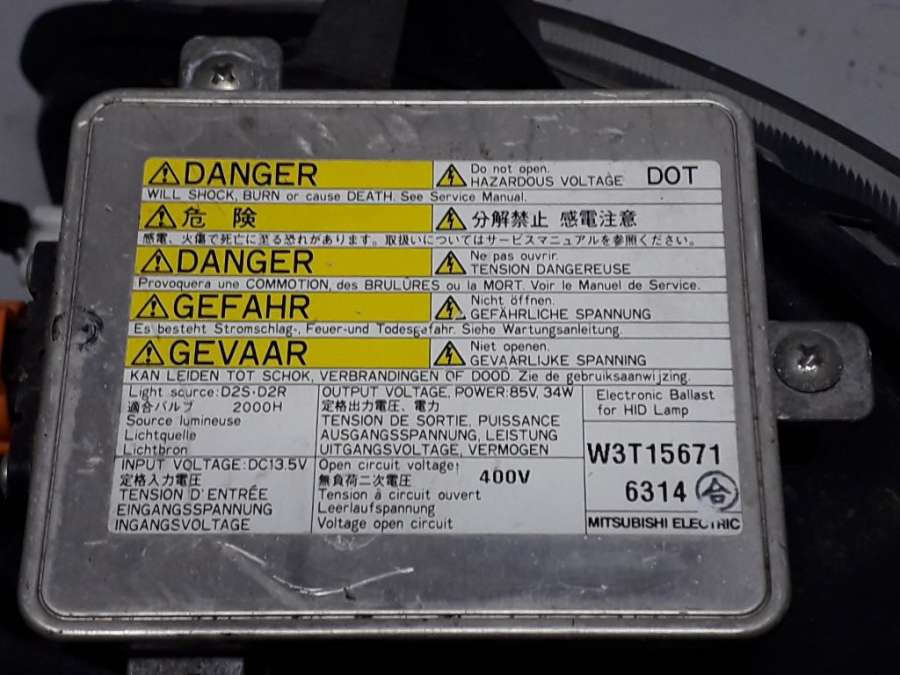 DANGER
Do not open.
HAZARDOUS VOLTAGE
DOT
WILL SHOCK, BURN or cause DEATH. See Service Manual.
危 険
分解禁止 感電注意
感電、火傷で死亡に至る恐れがあります。取扱いについてはサービスマニュアルを参照ください。
DANGER
Ne pas ouvrir.
TENSION DANGEREUSE
Provoquera une COMMOTION, des BRULÛRES ou la MORT. Voir le Manuel de Service.
GEFAHR
Nicht öffnen.
GEFÄHRLICHE SPANNUNG
Es besteht Stromschlag-, Feuer-und Todesgefahr. Siehe Wartungsanleitung.
GEVAAR
Niet openen.
GEVAARLIJKE SPANNING
KAN LEIDEN TOT SCHOK, VERBRANDINGEN OF DOOD. Zie de gebruiksaanwijzing.
Light source:D2S·D2R
適合バルブ 2000H
Source lumineuse
Lichtquelle
Lichtbron
OUTPUT VOLTAGE, POWER:85V, 34W
定格出力電圧、電力
TENSION DE SORTIE, PUISSANCE
AUSGANGSSPANNUNG, LEISTUNG
UITGANGSVOLTAGE, VERMOGEN
Electronic Ballast
for HID Lamp
INPUT VOLTAGE:DC13.5V
定格入力電圧
TENSION D'ENTRÉE
EINGANGSSPANNUNG
INGANGSVOLTAGE
Open circuit voltage:
無負荷二次電圧 400V
Tension à circuit ouvert
Leerlaufspannung
Voltage open circuit
W3T15671
6314 合
MITSUBISHI ELECTRIC